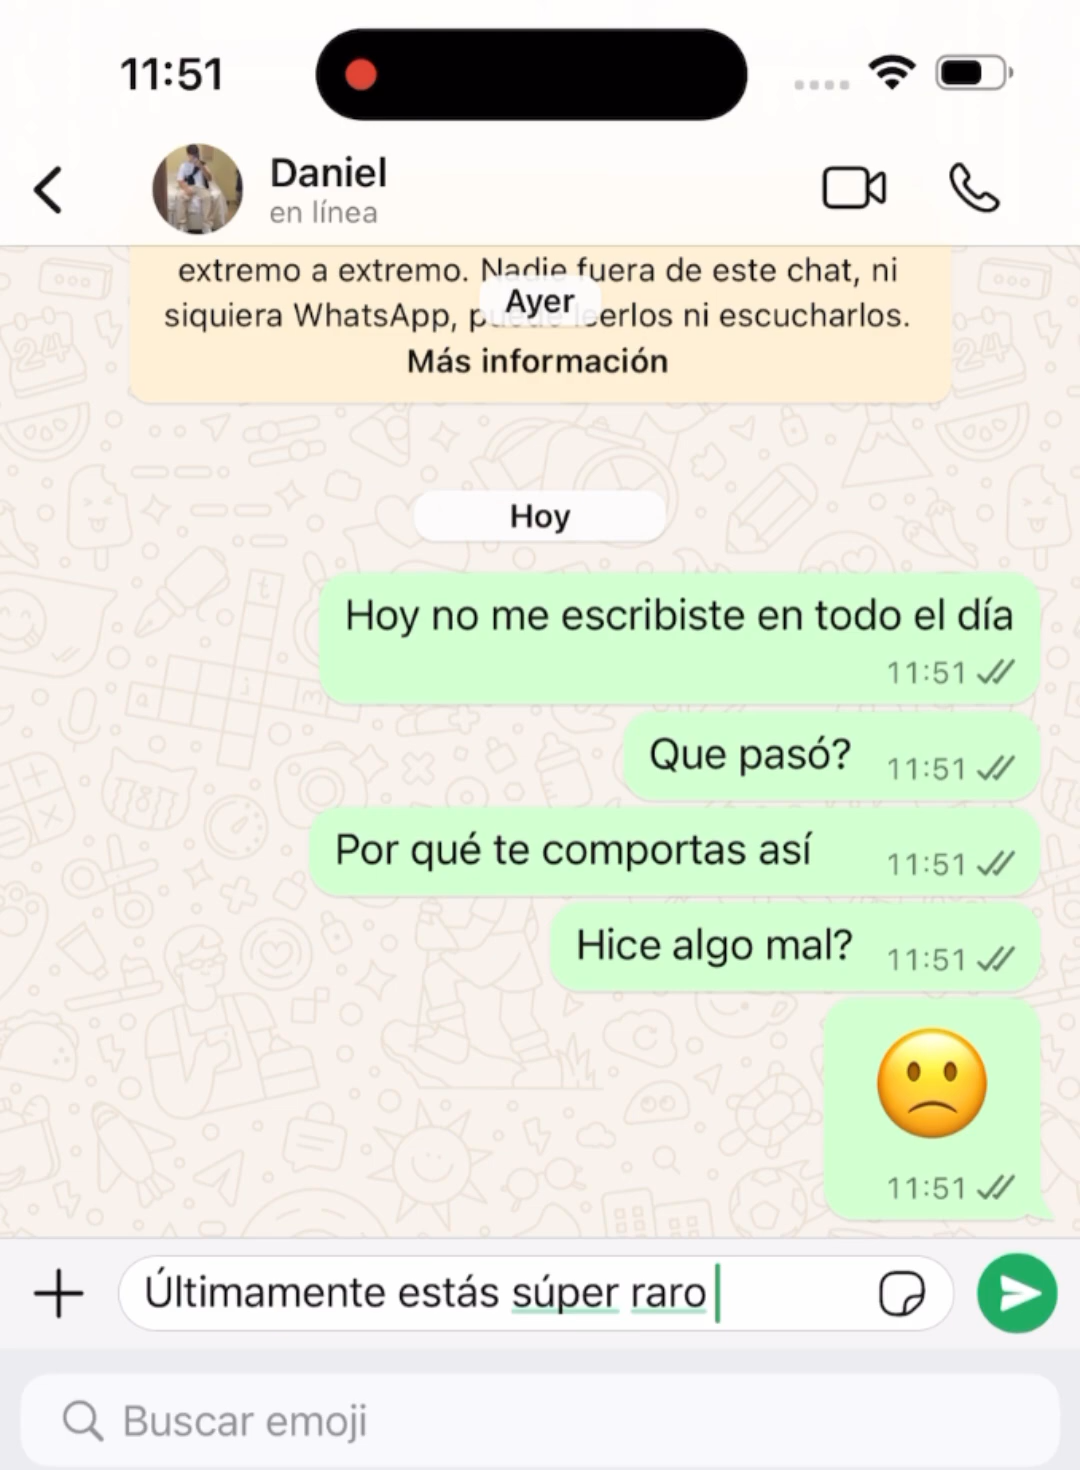 11:51
Daniel
en línea
extremo a extremo. Nadie fuera de este chat, ni
Ayer
siquiera WhatsApp, puede leerlos ni escucharlos.
Más información
Hoy
Hoy no me escribiste en todo el día
11:51
Que pasó? 11:51
Por qué te comportas así 11:51
Hice algo mal? 11:51
11:51
Últimamente estás súper raro
Buscar emoji